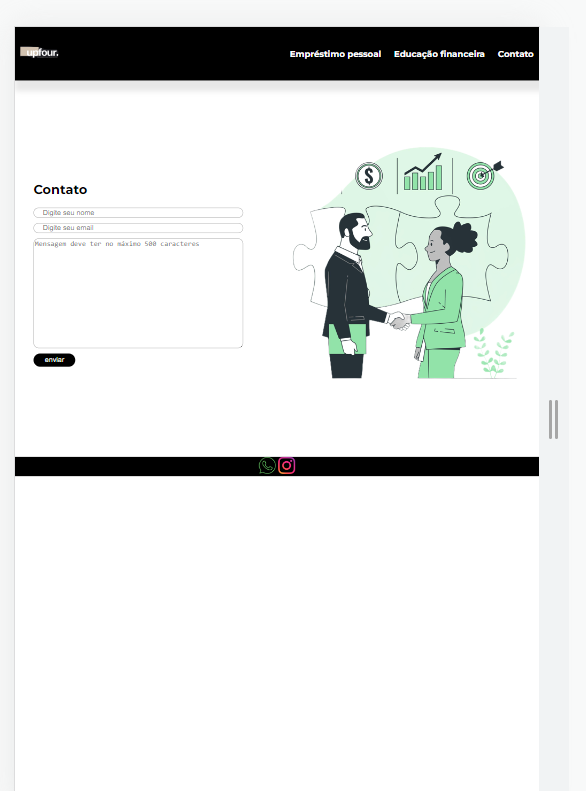 upfour.
Empréstimo pessoal Educação financeira Contato
$
Contato
Digite seu nome
Digite seu email
Mensagem deve ter no máximo 500 caracteres
enviar